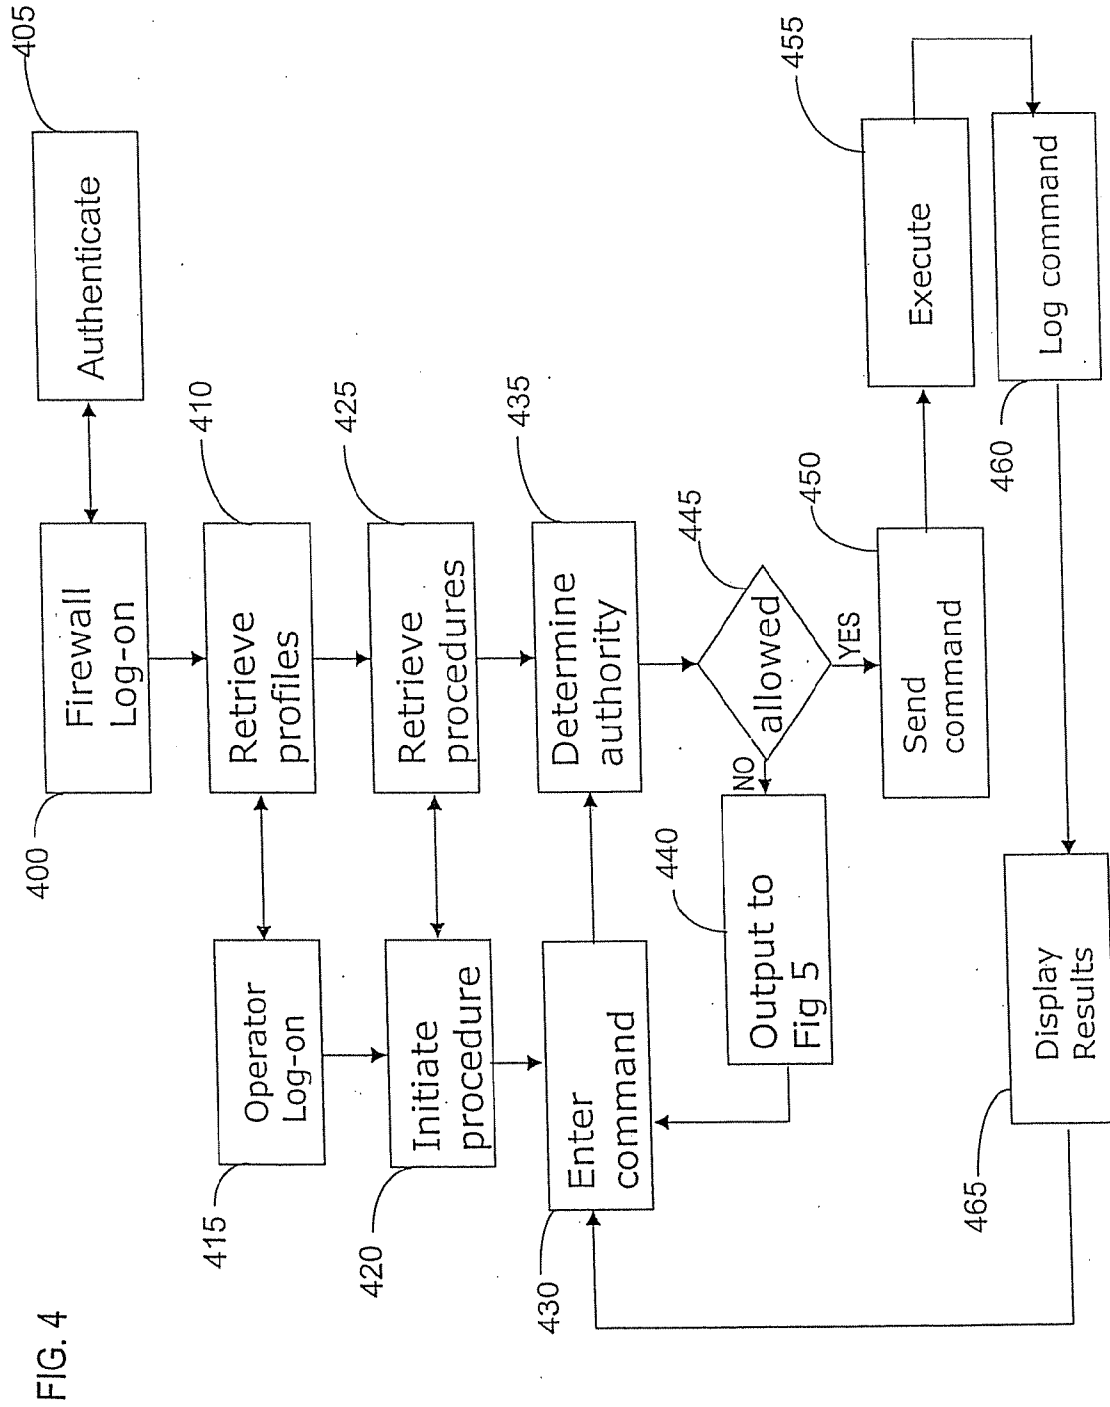 FIG. 4
405
Authenticate
Firewall
Log-on
400
410
Retrieve
profiles
Operator
Log-on
415
425
Retrieve
procedures
Initiate
procedure
420
435
Determine
authority
Enter
command
430
445
allowed
NO
YES
440
Output to
Fig 5
450
Send
command
455
Execute
Log command
460
Display
Results
465